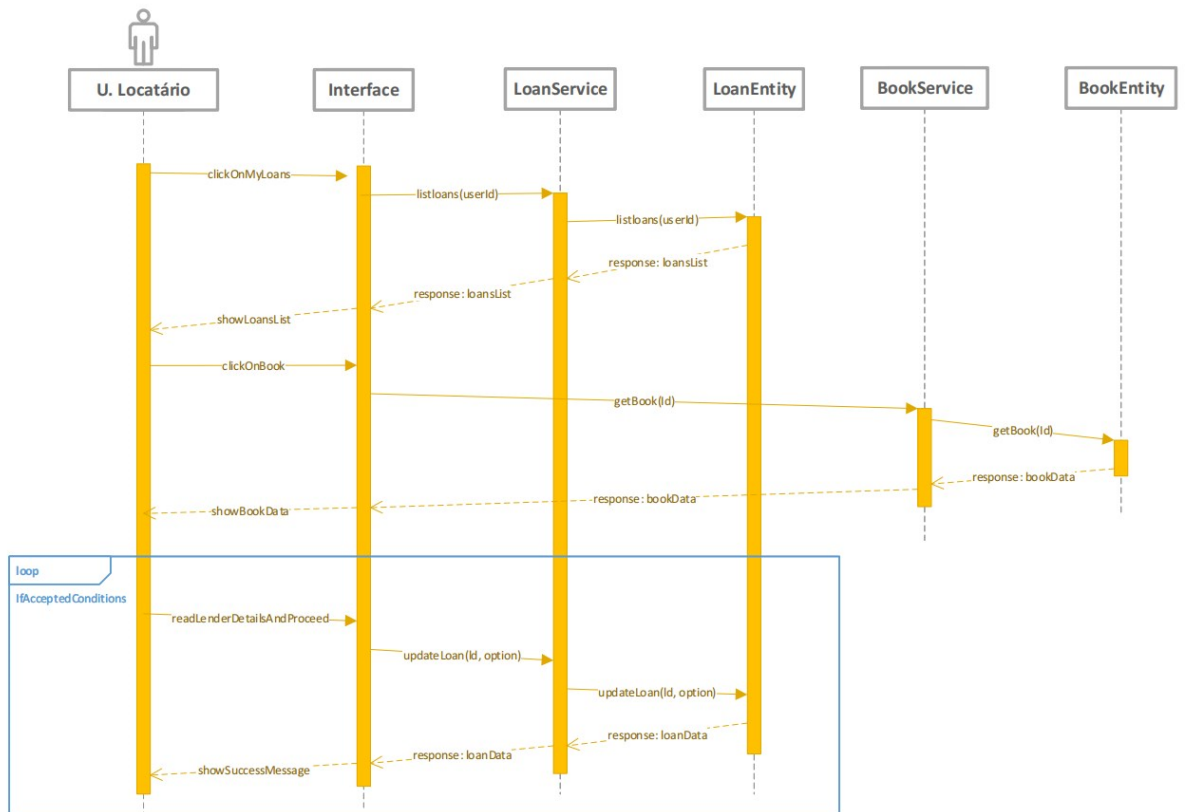 U. Locatário
Interface
LoanService
LoanEntity
BookService
BookEntity
clickOnMyLoans
listloans(userId)
listloans(userId)
response: loansList
response: loansList
showLoansList
clickOnBook
getBook(Id)
getBook(Id)
response: bookData
response: bookData
showBookData
loop
IfAcceptedConditions
readLenderDetailsAndProceed
updateLoan(Id, option)
updateLoan(Id, option)
response: loanData
response: loanData
showSuccessMessage